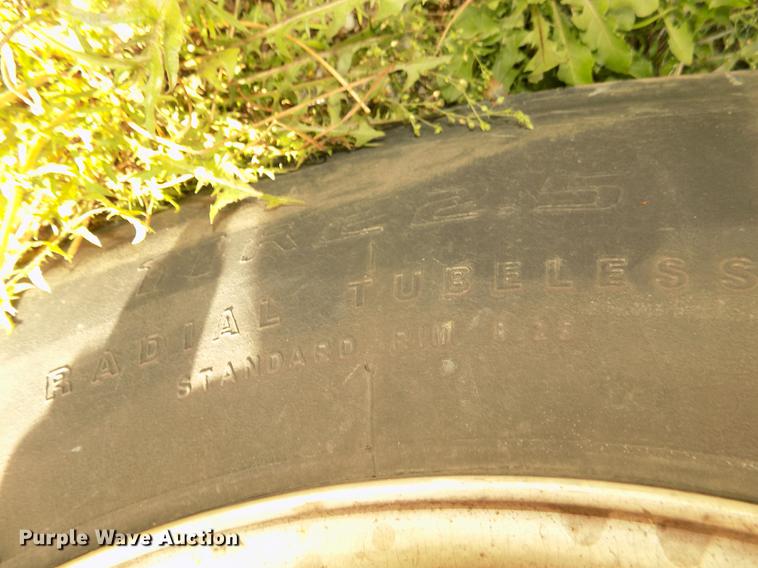 R22.5
RADIAL TUBELESS
STANDARD RIM 8.25
Purple Wave Auction